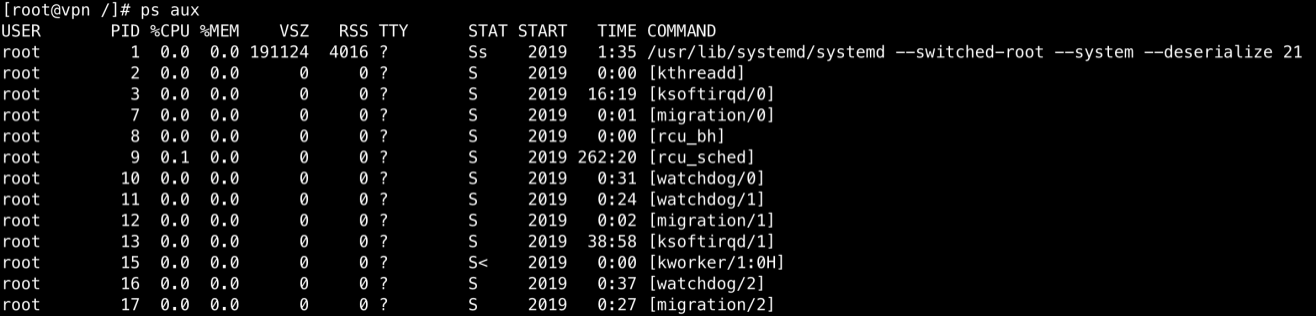 [root@vpn /]# ps aux
USER       PID %CPU %MEM    VSZ   RSS TTY      STAT START   TIME COMMAND
root         1  0.0  0.0 191124  4016 ?        Ss    2019   1:35 /usr/lib/systemd/systemd --switched-root --system --deserialize 21
root         2  0.0  0.0      0     0 ?        S     2019   0:00 [kthreadd]
root         3  0.0  0.0      0     0 ?        S     2019  16:19 [ksoftirqd/0]
root         7  0.0  0.0      0     0 ?        S     2019   0:01 [migration/0]
root         8  0.0  0.0      0     0 ?        S     2019   0:00 [rcu_bh]
root         9  0.1  0.0      0     0 ?        S     2019 262:20 [rcu_sched]
root        10  0.0  0.0      0     0 ?        S     2019   0:31 [watchdog/0]
root        11  0.0  0.0      0     0 ?        S     2019   0:24 [watchdog/1]
root        12  0.0  0.0      0     0 ?        S     2019   0:02 [migration/1]
root        13  0.0  0.0      0     0 ?        S     2019  38:58 [ksoftirqd/1]
root        15  0.0  0.0      0     0 ?        S<    2019   0:00 [kworker/1:0H]
root        16  0.0  0.0      0     0 ?        S     2019   0:37 [watchdog/2]
root        17  0.0  0.0      0     0 ?        S     2019   0:27 [migration/2]